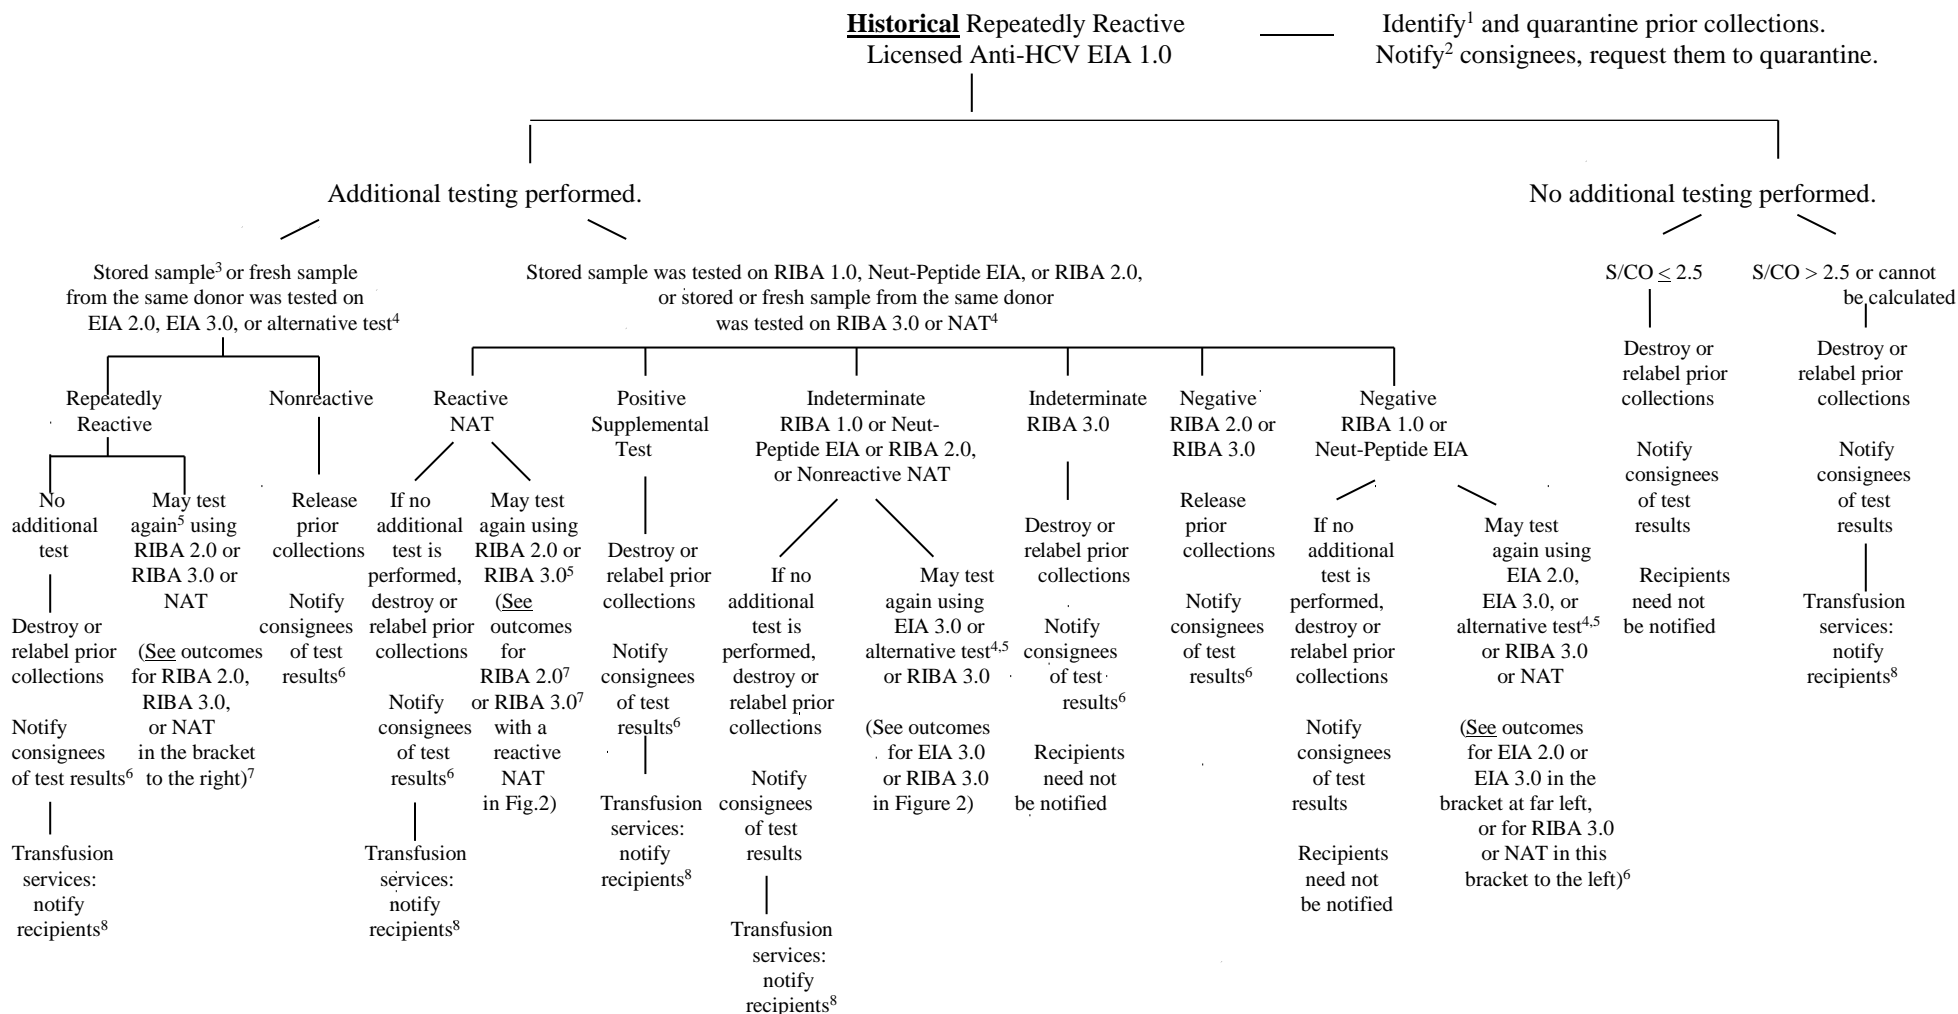 Historical Repeatedly Reactive
Licensed Anti-HCV EIA 1.0
Identify¹ and quarantine prior collections.
Notify² consignees, request them to quarantine.
Additional testing performed.
No additional testing performed.
Stored sample³ or fresh sample
from the same donor was tested on
EIA 2.0, EIA 3.0, or alternative test⁴
Stored sample was tested on RIBA 1.0, Neut-Peptide EIA, or RIBA 2.0,
or stored or fresh sample from the same donor
was tested on RIBA 3.0 or NAT⁴
S/CO ≤ 2.5
S/CO > 2.5 or cannot
be calculated
Repeatedly
Reactive
No
additional
test
Destroy or
relabel prior
collections
Notify
consignees
of test results⁶
Transfusion
services:
notify
recipients⁸
May test
again⁵ using
RIBA 2.0 or
RIBA 3.0 or
NAT
(See outcomes
for RIBA 2.0,
RIBA 3.0,
or NAT
in the bracket
to the right)⁷
Nonreactive
Release
prior
collections
Notify
consignees
of test
results⁶
Reactive
NAT
If no
additional
test is
performed,
destroy or
relabel prior
collections
Notify
consignees
of test
results⁶
Transfusion
services:
notify
recipients⁸
May test
again using
RIBA 2.0 or
RIBA 3.0⁵
(See
outcomes
for
RIBA 2.0⁷
or RIBA 3.0⁷
with a
reactive
NAT
in Fig.2)
Positive
Supplemental
Test
Destroy or
relabel prior
collections
Notify
consignees
of test
results⁶
Transfusion
services:
notify
recipients⁸
Indeterminate
RIBA 1.0 or Neut-
Peptide EIA or RIBA 2.0,
or Nonreactive NAT
If no
additional
test is
performed,
destroy or
relabel prior
collections
Notify
consignees
of test
results
Transfusion
services:
notify
recipients⁸
May test
again using
EIA 3.0 or
alternative test⁴,⁵
or RIBA 3.0
(See outcomes
for EIA 3.0
or RIBA 3.0
in Figure 2)
Indeterminate
RIBA 3.0
Destroy or
relabel prior
collections
Notify
consignees
of test
results⁶
Recipients
need not
be notified
Negative
RIBA 2.0 or
RIBA 3.0
Release
prior
collections
Notify
consignees
of test
results⁶
Negative
RIBA 1.0 or
Neut-Peptide EIA
If no
additional
test is
performed,
destroy or
relabel prior
collections
Notify
consignees
of test
results
Recipients
need not
be notified
May test
again using
EIA 2.0,
EIA 3.0, or
alternative test⁴,⁵
or RIBA 3.0
or NAT
(See outcomes
for EIA 2.0 or
EIA 3.0 in the
bracket at far left,
or for RIBA 3.0
or NAT in this
bracket to the left)⁶
Destroy or
relabel prior
collections
Notify
consignees
of test
results
Recipients
need not
be notified
Destroy or
relabel prior
collections
Notify
consignees
of test
results
Transfusion
services:
notify
recipients⁸